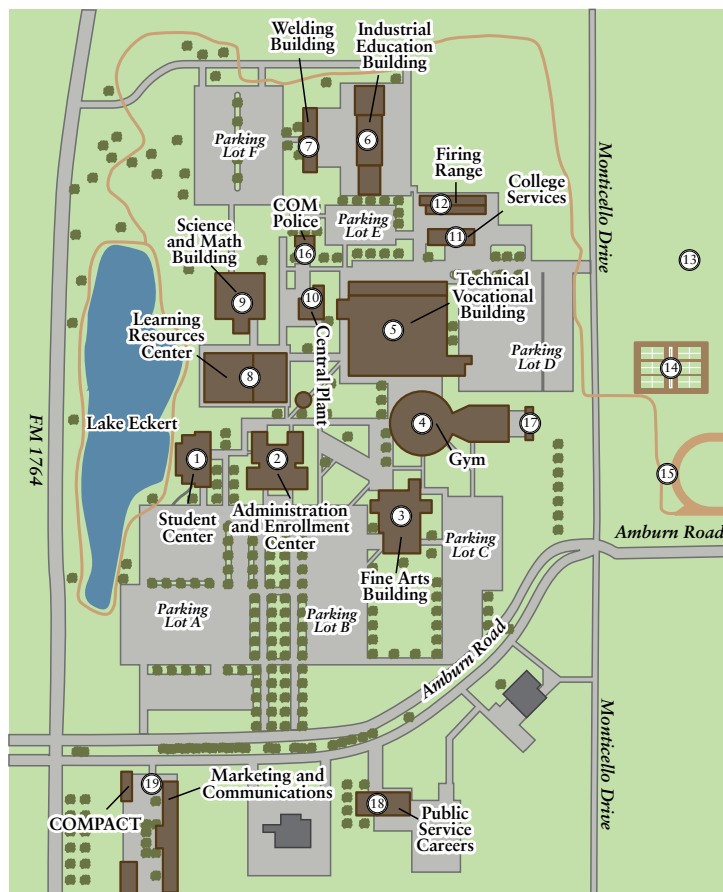 Welding
Building
7
Industrial
Education
Building
6
Parking
Lot F
Firing
Range
12
College
Services
11
COM
Police
16
Parking
Lot E
Science
and Math
Building
9
10
Central Plant
Technical
Vocational
Building
5
Monticello Drive
13
Learning
Resources
Center
8
Parking
Lot D
14
FM 1764
Lake Eckert
4
Gym
17
1
Student
Center
2
Administration
and Enrollment
Center
3
Fine Arts
Building
15
Parking
Lot C
Amburn Road
Parking
Lot A
Parking
Lot B
Amburn Road
Monticello Drive
19
COMPACT
Marketing and
Communications
18
Public
Service
Careers